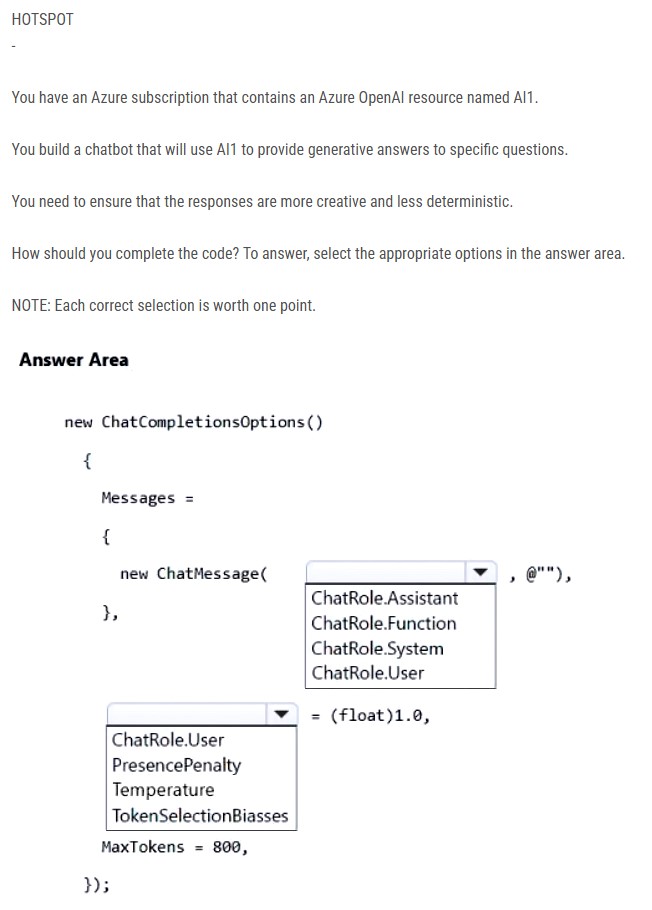 HOTSPOT
-
You have an Azure subscription that contains an Azure OpenAI resource named AI1.
You build a chatbot that will use AI1 to provide generative answers to specific questions.
You need to ensure that the responses are more creative and less deterministic.
How should you complete the code? To answer, select the appropriate options in the answer area.
NOTE: Each correct selection is worth one point.
Answer Area
new ChatCompletionsOptions()
{
Messages =
{
new ChatMessage( , @""),
ChatRole.Assistant
},
ChatRole.Function
ChatRole.System
ChatRole.User
= (float)1.0,
ChatRole.User
PresencePenalty
Temperature
TokenSelectionBiasses
MaxTokens = 800,
});